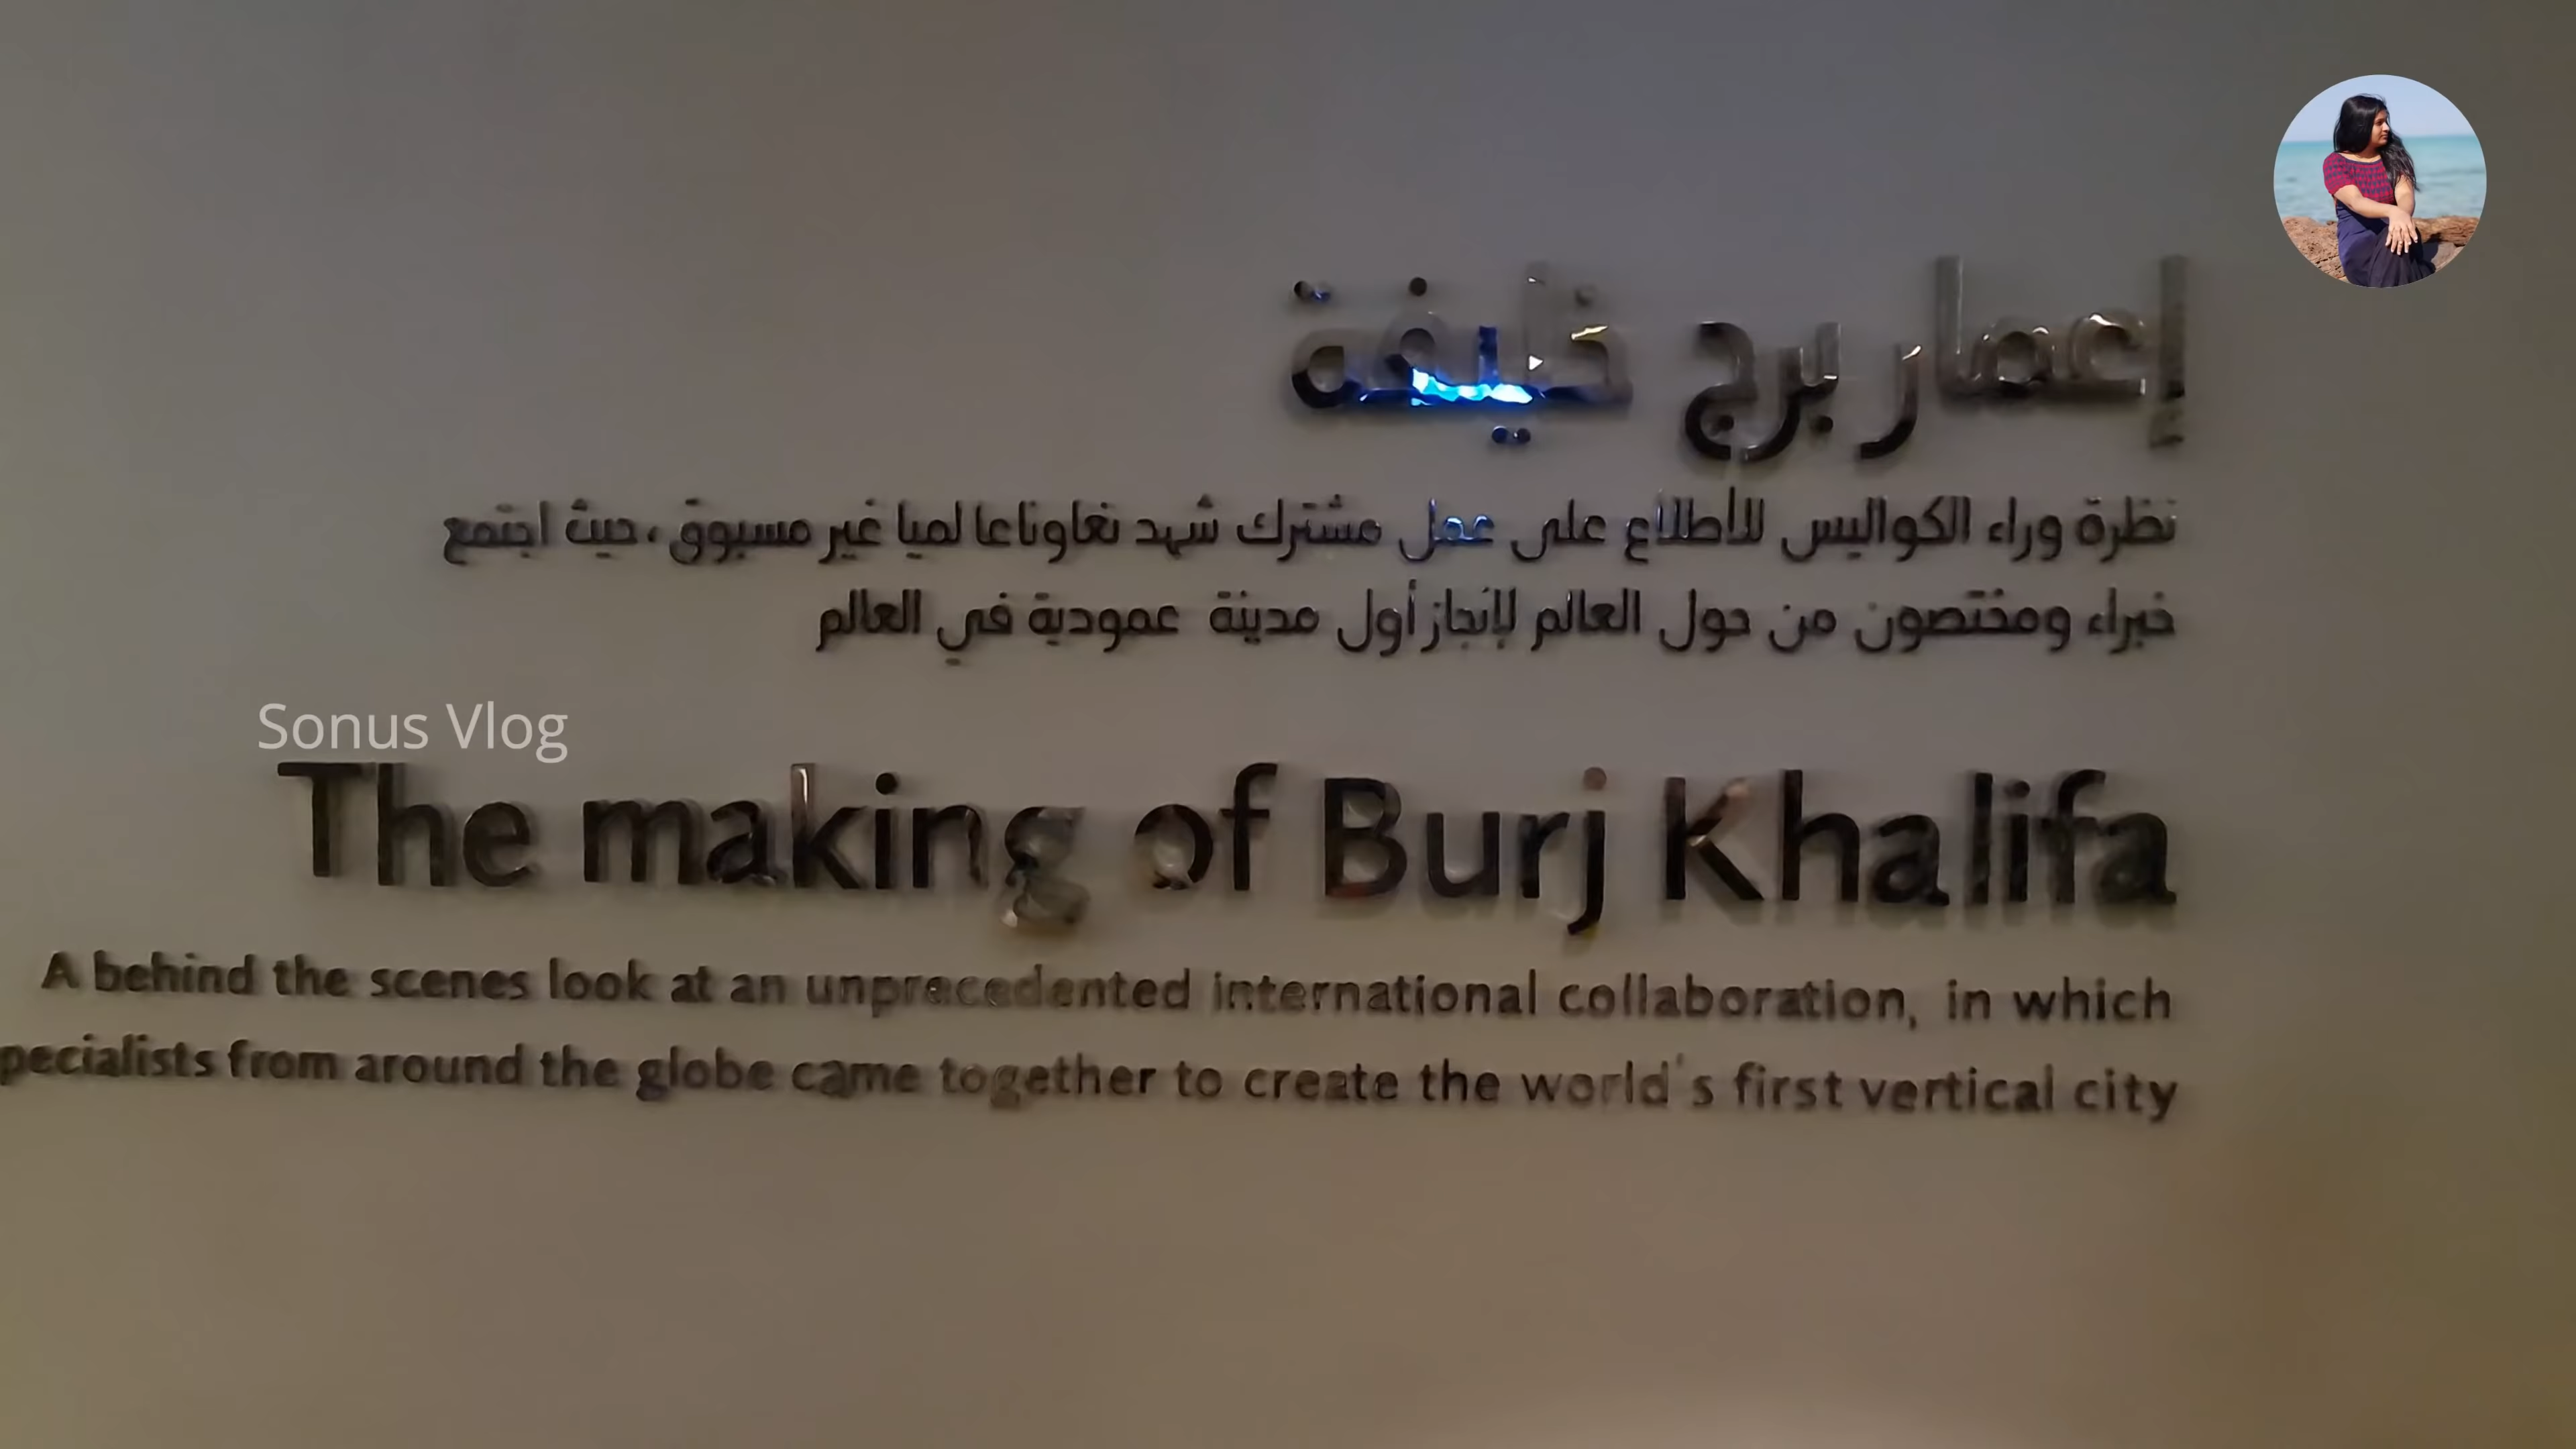 إعمار برج خليفة
نظرة وراء الكواليس للأطلاع على عمل مشترك شهد تعاوناعا لميا غير مسبوق، حيث اجتمع
خبراء ومختصون من حول العالم لإنجاز أول مدينة عمودية في العالم
Sonus Vlog
The making of Burj Khalifa
A behind the scenes look at an unprecedented international collaboration, in which
pecialists from around the globe came together to create the world's first vertical city